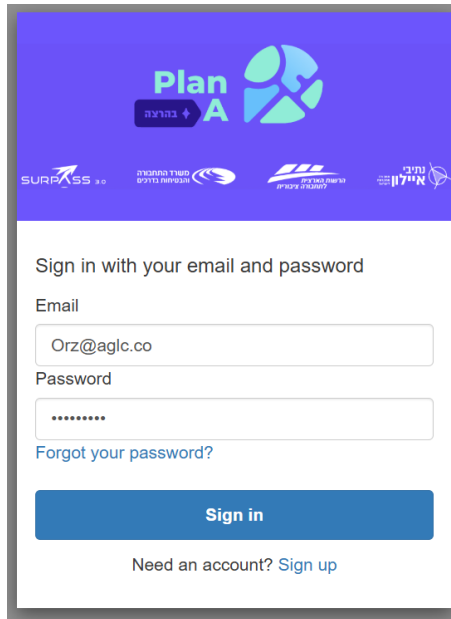 Plan
A
בהרצה
SURPASS 3.0
משרד התחבורה
והבטיחות בדרכים
הרשות הארצית
לתחבורה ציבורית
נתיבי
איילון
Sign in with your email and password
Email
Orz@aglc.co
Password
•••••••••
Forgot your password?
Sign in
Need an account? Sign up